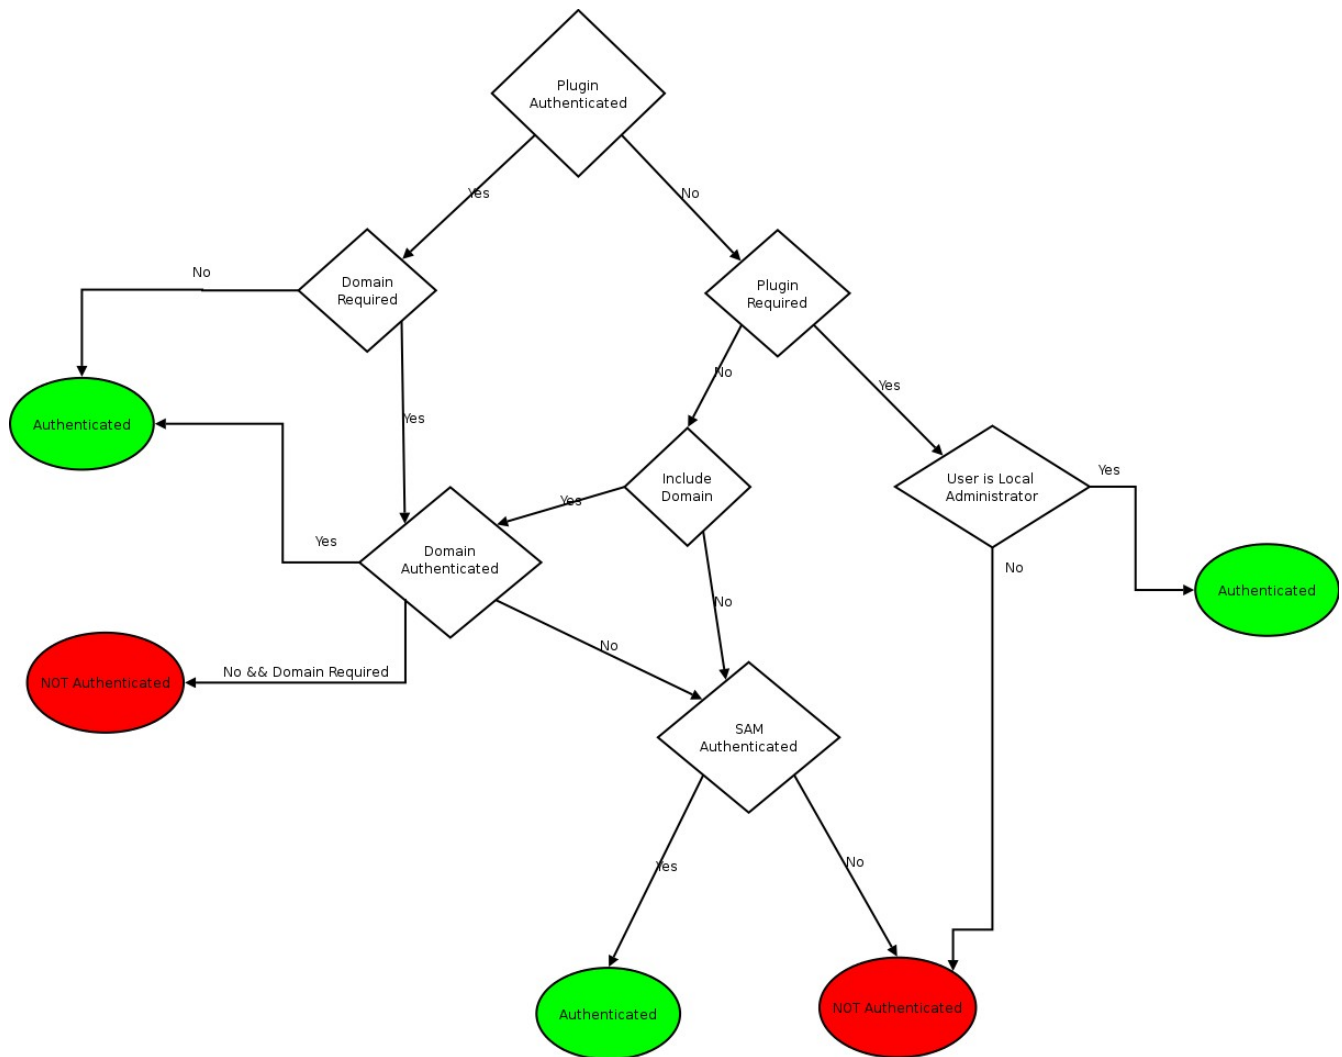 Plugin
Authenticated
Yes
No
No
Domain
Required
Plugin
Required
No
Yes
Authenticated
Yes
Include
Domain
User is Local
Administrator
Yes
Yes
Yes
Domain
Authenticated
No
Authenticated
No
No
No && Domain Required
NOT Authenticated
SAM
Authenticated
Yes
No
Authenticated
NOT Authenticated